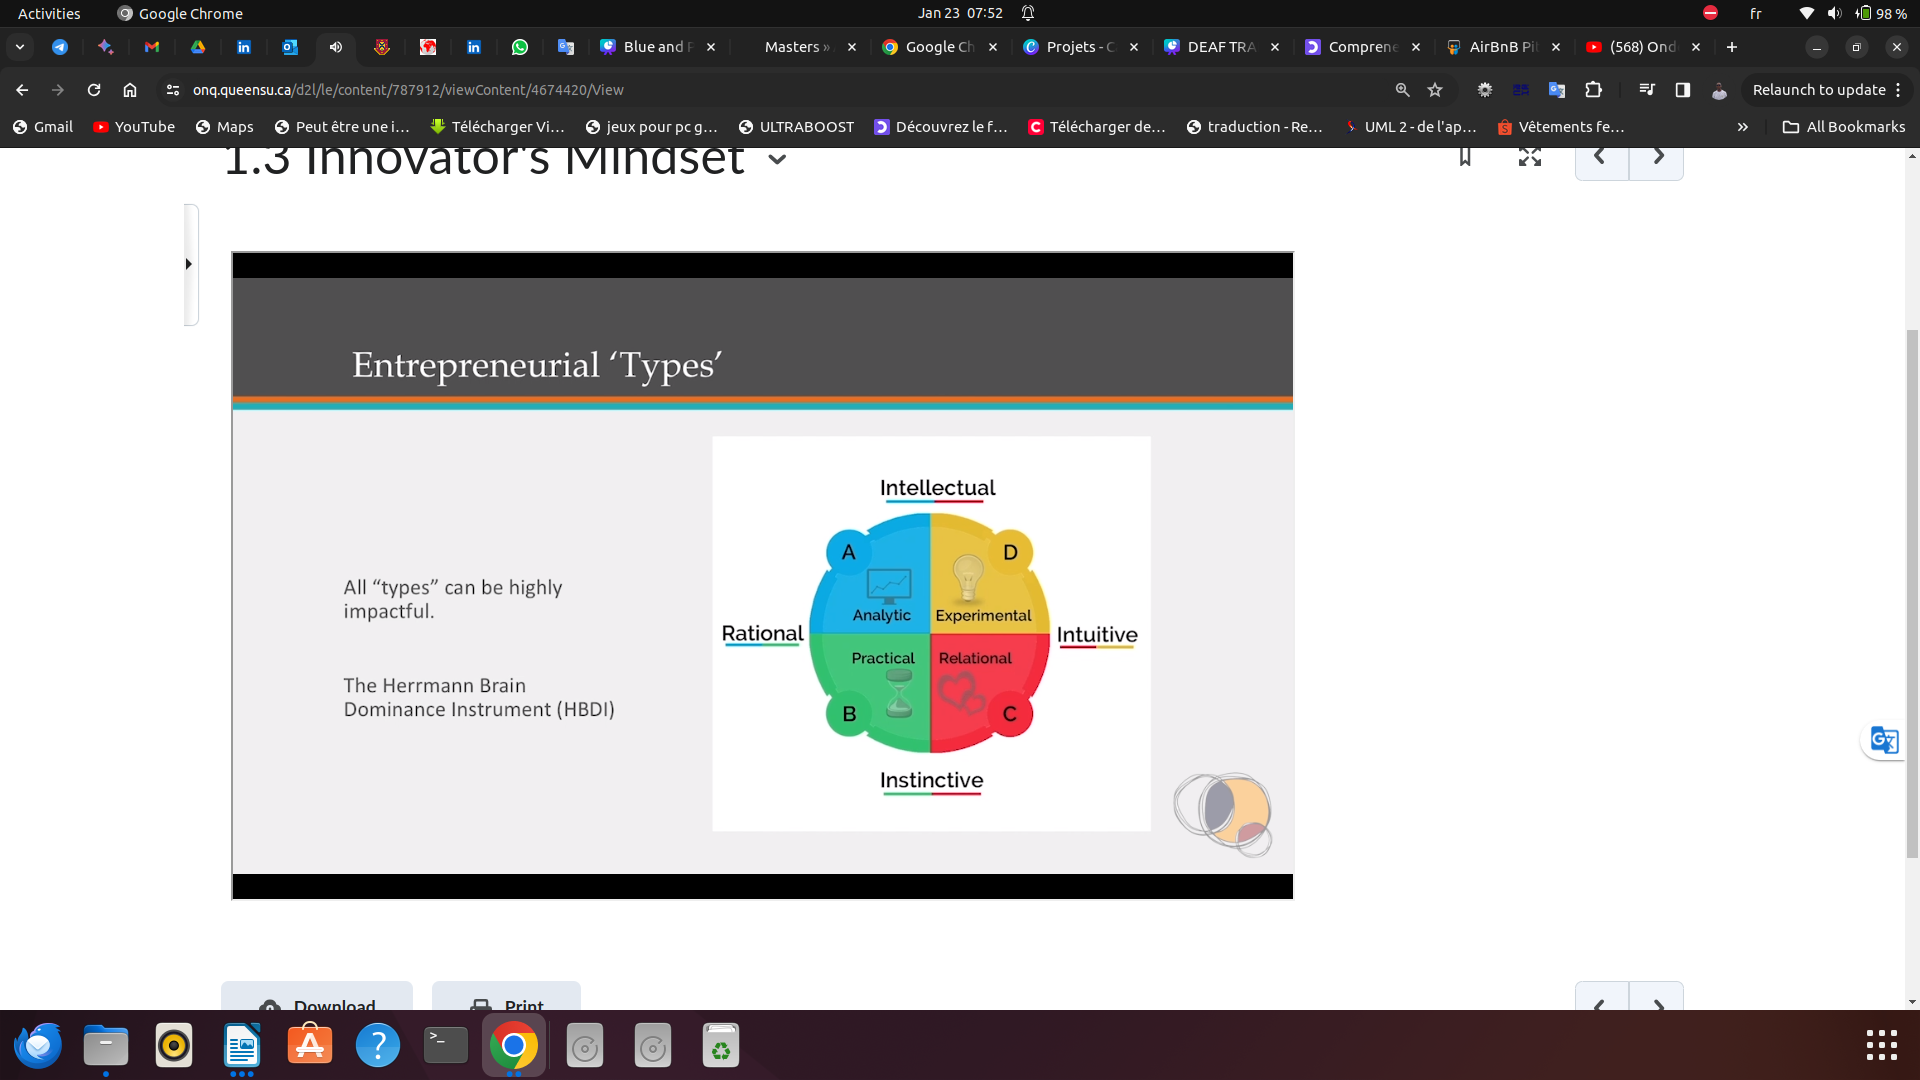 Activities
Google Chrome
Jan 23 07:52
fr
98 %
Blue and P
Masters »
Google Ch
Projets - C
DEAF TRA
Comprene
AirBnB Pi
(568) Ond
onq.queensu.ca/d2l/le/content/787912/viewContent/4674420/View
Relaunch to update
Gmail
YouTube
Maps
Peut être une i…
Télécharger Vi…
jeux pour pc g…
ULTRABOOST
Découvrez le f…
Télécharger de…
traduction - Re…
UML 2 - de l'ap…
Vêtements fe…
All Bookmarks
1.3 Innovator's Mindset
Entrepreneurial ‘Types’
All “types” can be highly
impactful.
The Herrmann Brain
Dominance Instrument (HBDI)
Intellectual
A
D
Analytic
Experimental
Rational
Intuitive
Practical
Relational
B
C
Instinctive
Download
Print